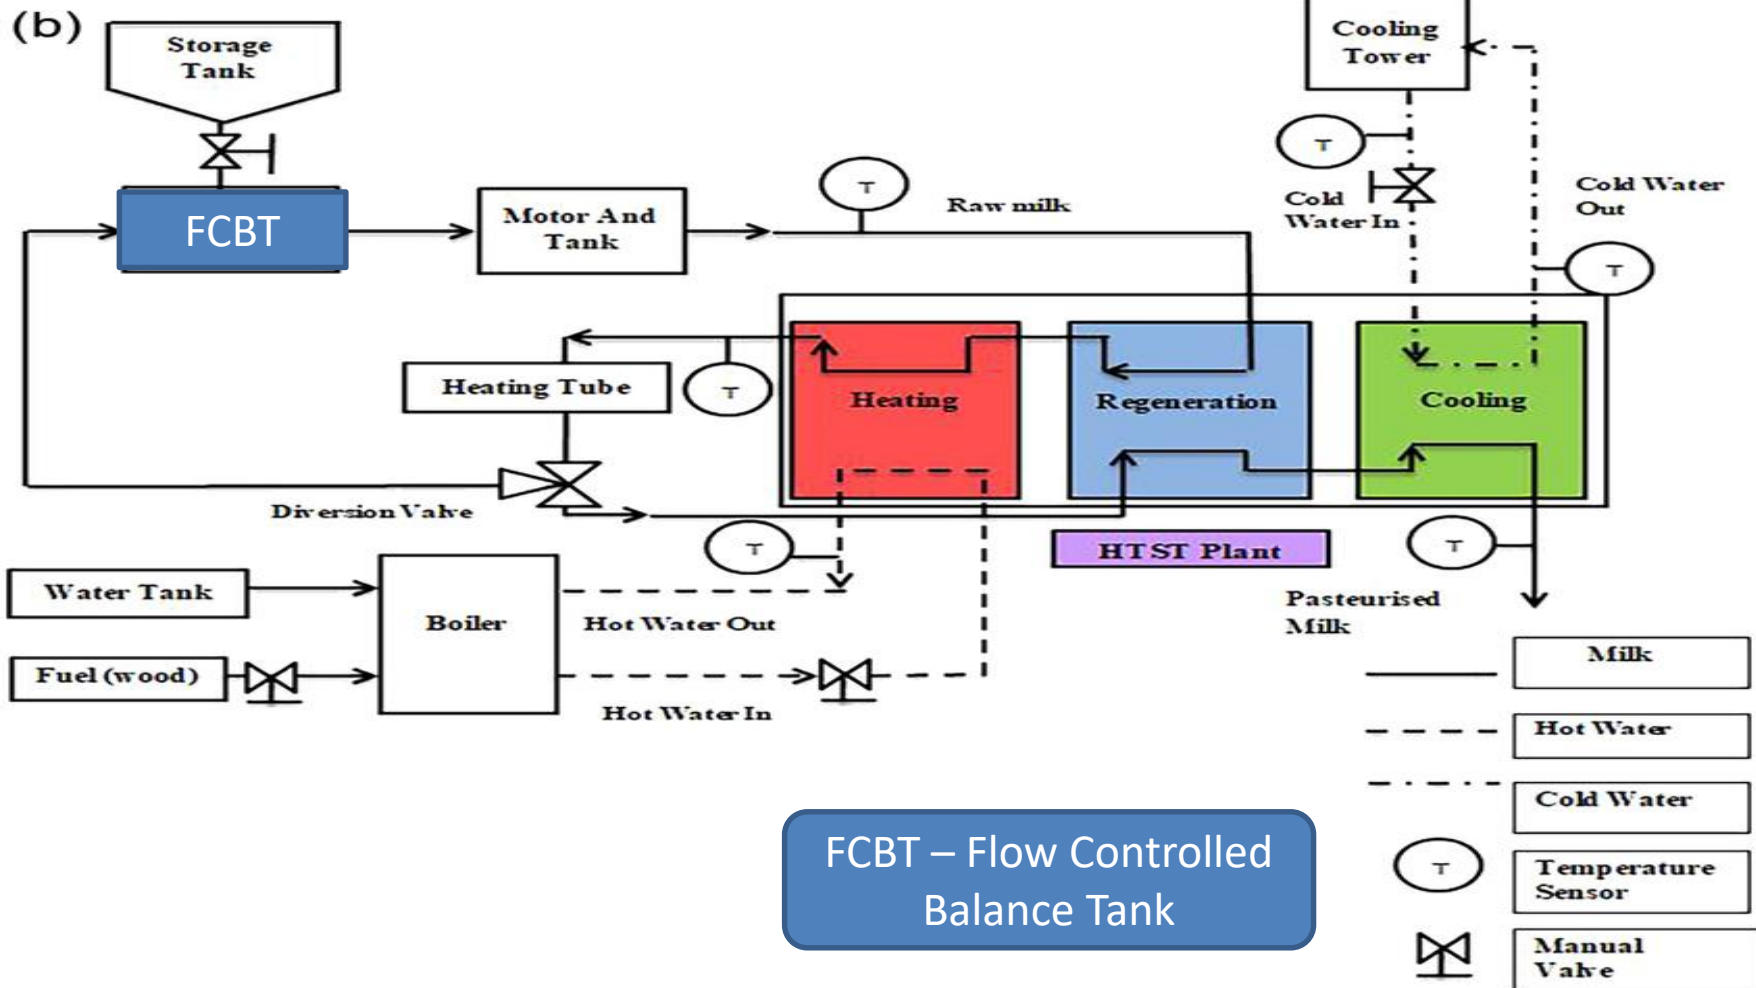 (b)
Storage
Tank
Cooling
Tower
T
T
Cold Water
Out
Cold
Water In
FCBT
Motor And
Tank
Raw milk
T
Heating Tube
T
Heating
Regeneration
Cooling
Diversion Valve
T
HTST Plant
T
Water Tank
Boiler
Hot Water Out
Pasteurised
Milk
Fuel (wood)
Hot Water In
Milk
Hot Water
Cold Water
T
Temperature
Sensor
Manual
Valve
FCBT – Flow Controlled
Balance Tank